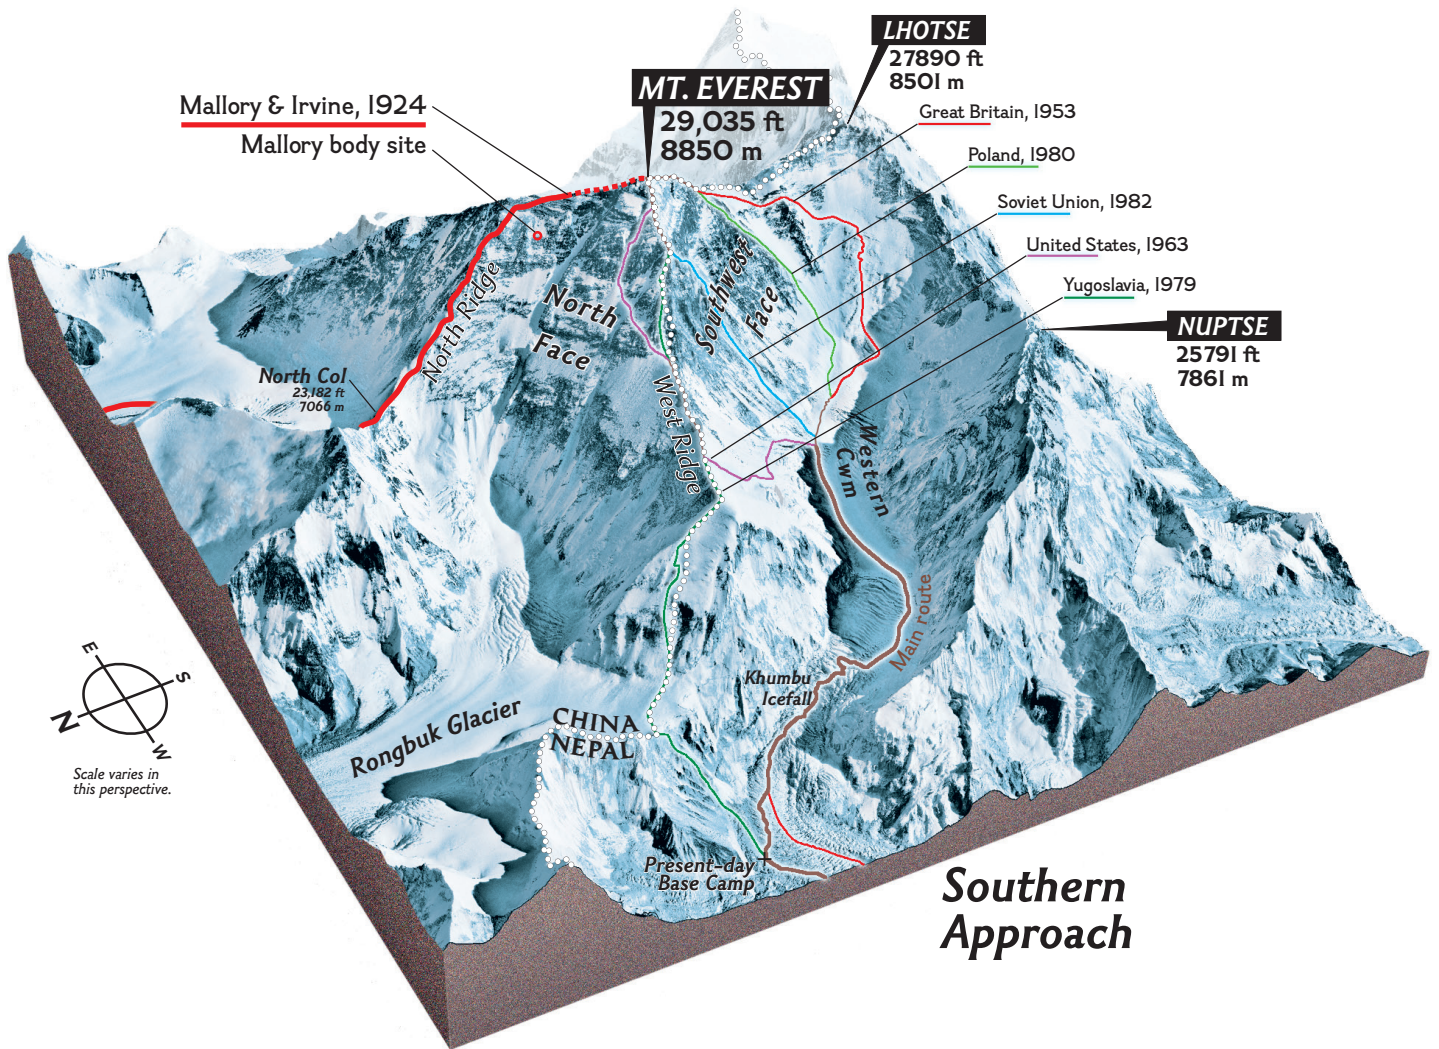 LHOTSE
27890 ft
8501 m
MT. EVEREST
29,035 ft
8850 m
Mallory & Irvine, 1924
Mallory body site
Great Britain, 1953
Poland, 1980
Soviet Union, 1982
United States, 1963
Yugoslavia, 1979
NUPTSE
25791 ft
7861 m
North Ridge
North
Face
Southwest
Face
North Col
23,182 ft
7066 m
West Ridge
Western
Cwm
Main route
Khumbu
Icefall
Rongbuk Glacier
CHINA
NEPAL
E
S
N
W
Scale varies in
this perspective.
Present-day
Base Camp
Southern
Approach